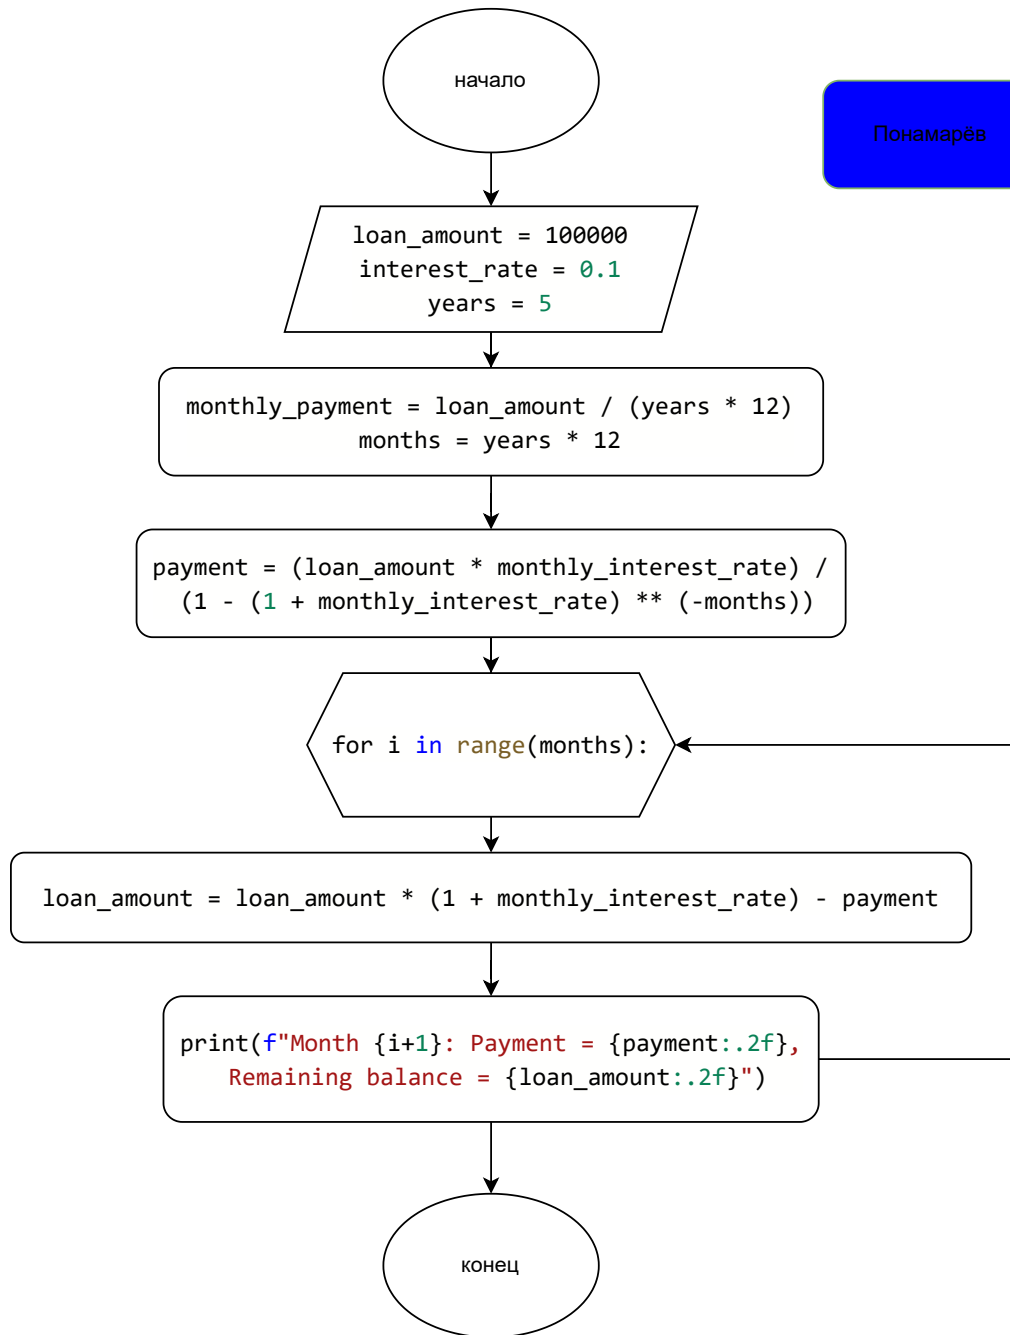 начало
Понамарёв
loan_amount = 100000
interest_rate = 0.1
years = 5
monthly_payment = loan_amount / (years * 12)
months = years * 12
payment = (loan_amount * monthly_interest_rate) /
(1 - (1 + monthly_interest_rate) ** (-months))
for i in range(months):
loan_amount = loan_amount * (1 + monthly_interest_rate) - payment
print(f"Month {i+1}: Payment = {payment:.2f},
Remaining balance = {loan_amount:.2f}")
конец